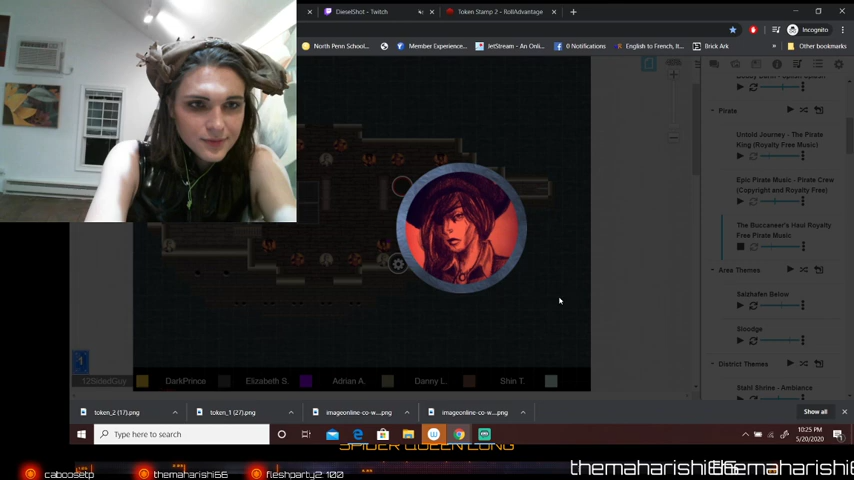 DieselShot - Twitch
Token Stamp 2 - RollAdvantage
Incognito
North Penn School...
Member Experience...
JetStream - An Onli...
0 Notifications
English to French, It...
Brick Ark
Other bookmarks
Pirate
Untold Journey - The Pirate
King (Royalty Free Music)
Epic Pirate Music - Pirate Crew
(Copyright and Royalty Free)
The Buccaneer's Haul Royalty
Free Pirate Music
Area Themes
Salzhafen Below
Sloodge
District Themes
Stahl Shrine - Ambiance
1
12SidedGuy
DarkPrince
Elizabeth S.
Adrian A.
Danny L.
Shin T.
token_2 (17).png
token_1 (27).png
imageonline-co-w....png
imageonline-co-w....png
Show all
Type here to search
10:25 PM
5/20/2020
caboosetp
themaharishi66
fleshparty2 100